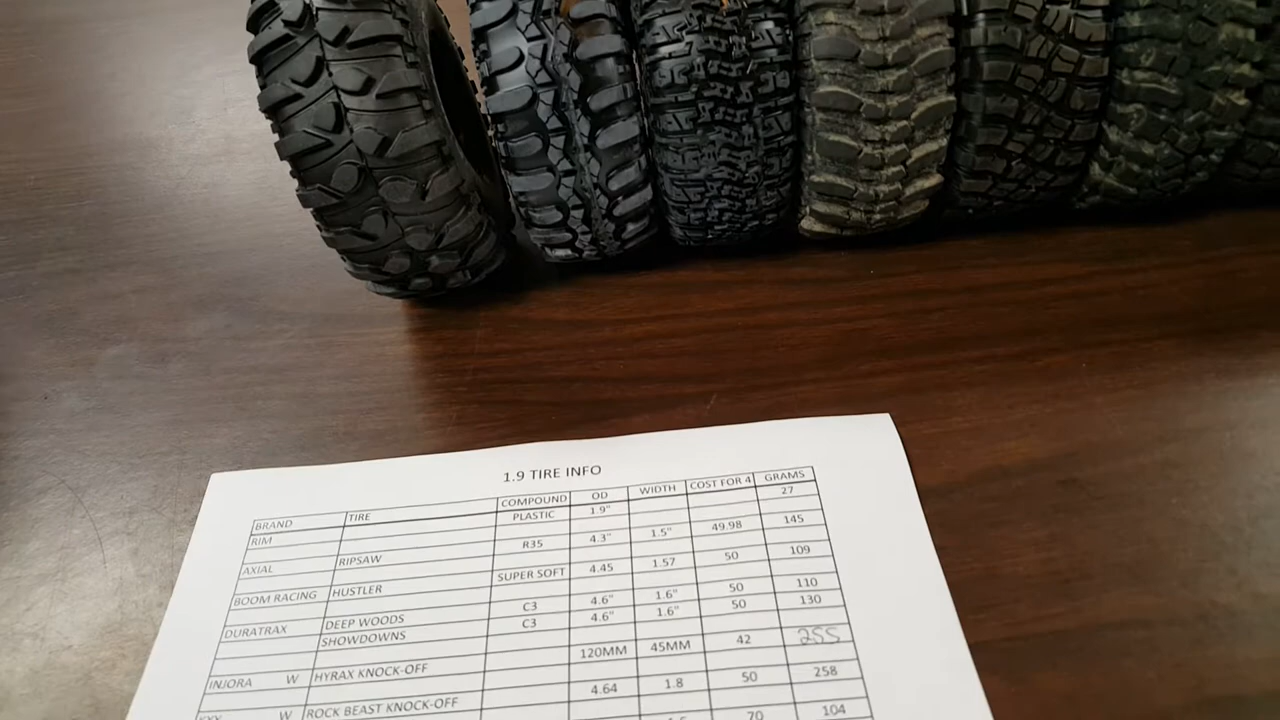 1.9 TIRE INFO
BRAND TIRE COMPOUND OD WIDTH COST FOR 4 GRAMS
RIM PLASTIC 1.9" 27
AXIAL RIPSAW R35 4.3" 1.5" 49.98 145
BOOM RACING HUSTLER SUPER SOFT 4.45 1.57 50 109
DURATRAX DEEP WOODS C3 4.6" 1.6" 50 110
SHOWDOWNS C3 4.6" 1.6" 50 130
INJORA W HYRAX KNOCK-OFF 120MM 45MM 42 255
W ROCK BEAST KNOCK-OFF 4.64 1.8 50 258
70 104